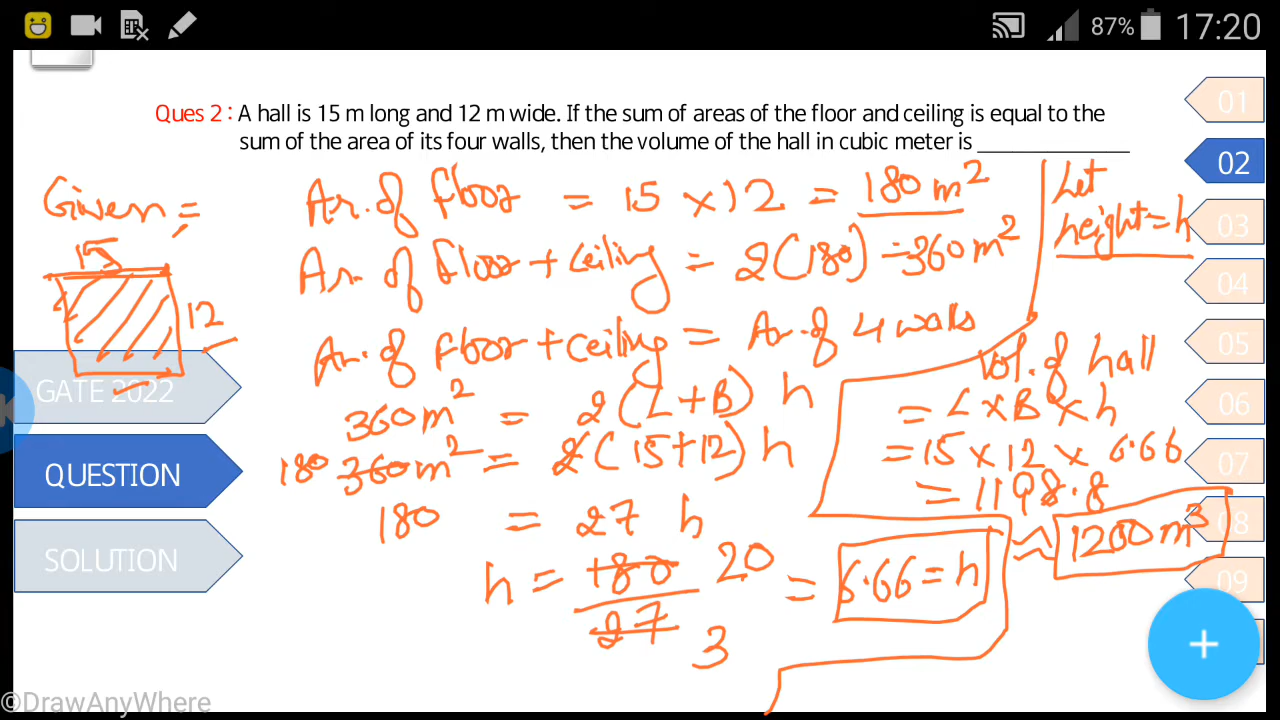 87% 17:20
Ques 2 : A hall is 15 m long and 12 m wide. If the sum of areas of the floor and ceiling is equal to the
sum of the area of its four walls, then the volume of the hall in cubic meter is ____________
Given :
15
12
Ar. of floor = 15 × 12 = 180 m²
Ar. of floor + ceiling = 2(180) = 360 m²
Ar. of floor + ceiling = Ar. of 4 walls
360 m² = 2(L+B) h
180 360 m² = 2(15+12) h
180 = 27 h
h = 180 20
27 3
= 6.66 = h
Let
height = h
Vol. of hall
= L × B × h
= 15 × 12 × 6.66
= 1198.8
≈ 1200 m³
GATE 2022
QUESTION
SOLUTION
01
02
03
04
05
06
07
08
09
+
©DrawAnyWhere